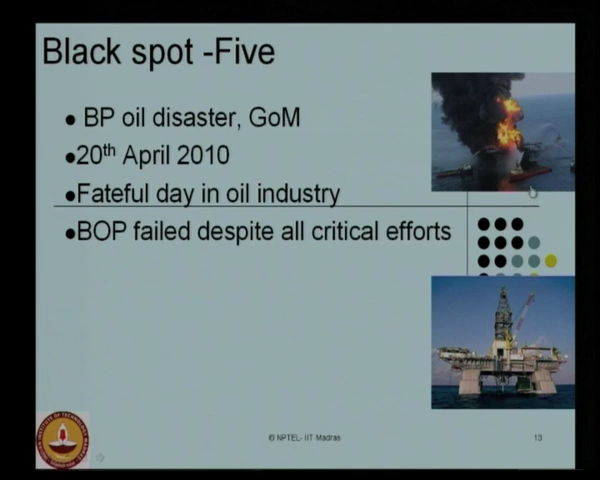 Black spot -Five
● BP oil disaster, GoM
●20th April 2010
●Fateful day in oil industry
●BOP failed despite all critical efforts
© NPTEL- IIT Madras
13